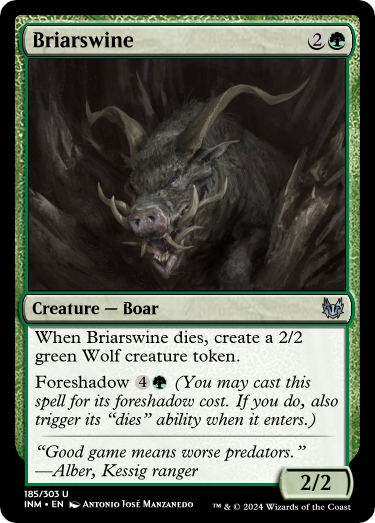 Briarswine 2
Creature — Boar
When Briarswine dies, create a 2/2
green Wolf creature token.
Foreshadow 4 (You may cast this
spell for its foreshadow cost. If you do, also
trigger its “dies” ability when it enters.)
“Good game means worse predators.”
—Alber, Kessig ranger
2/2
185/303 U
INM • EN Antonio José Manzanedo
™ & © 2024 Wizards of the Coast